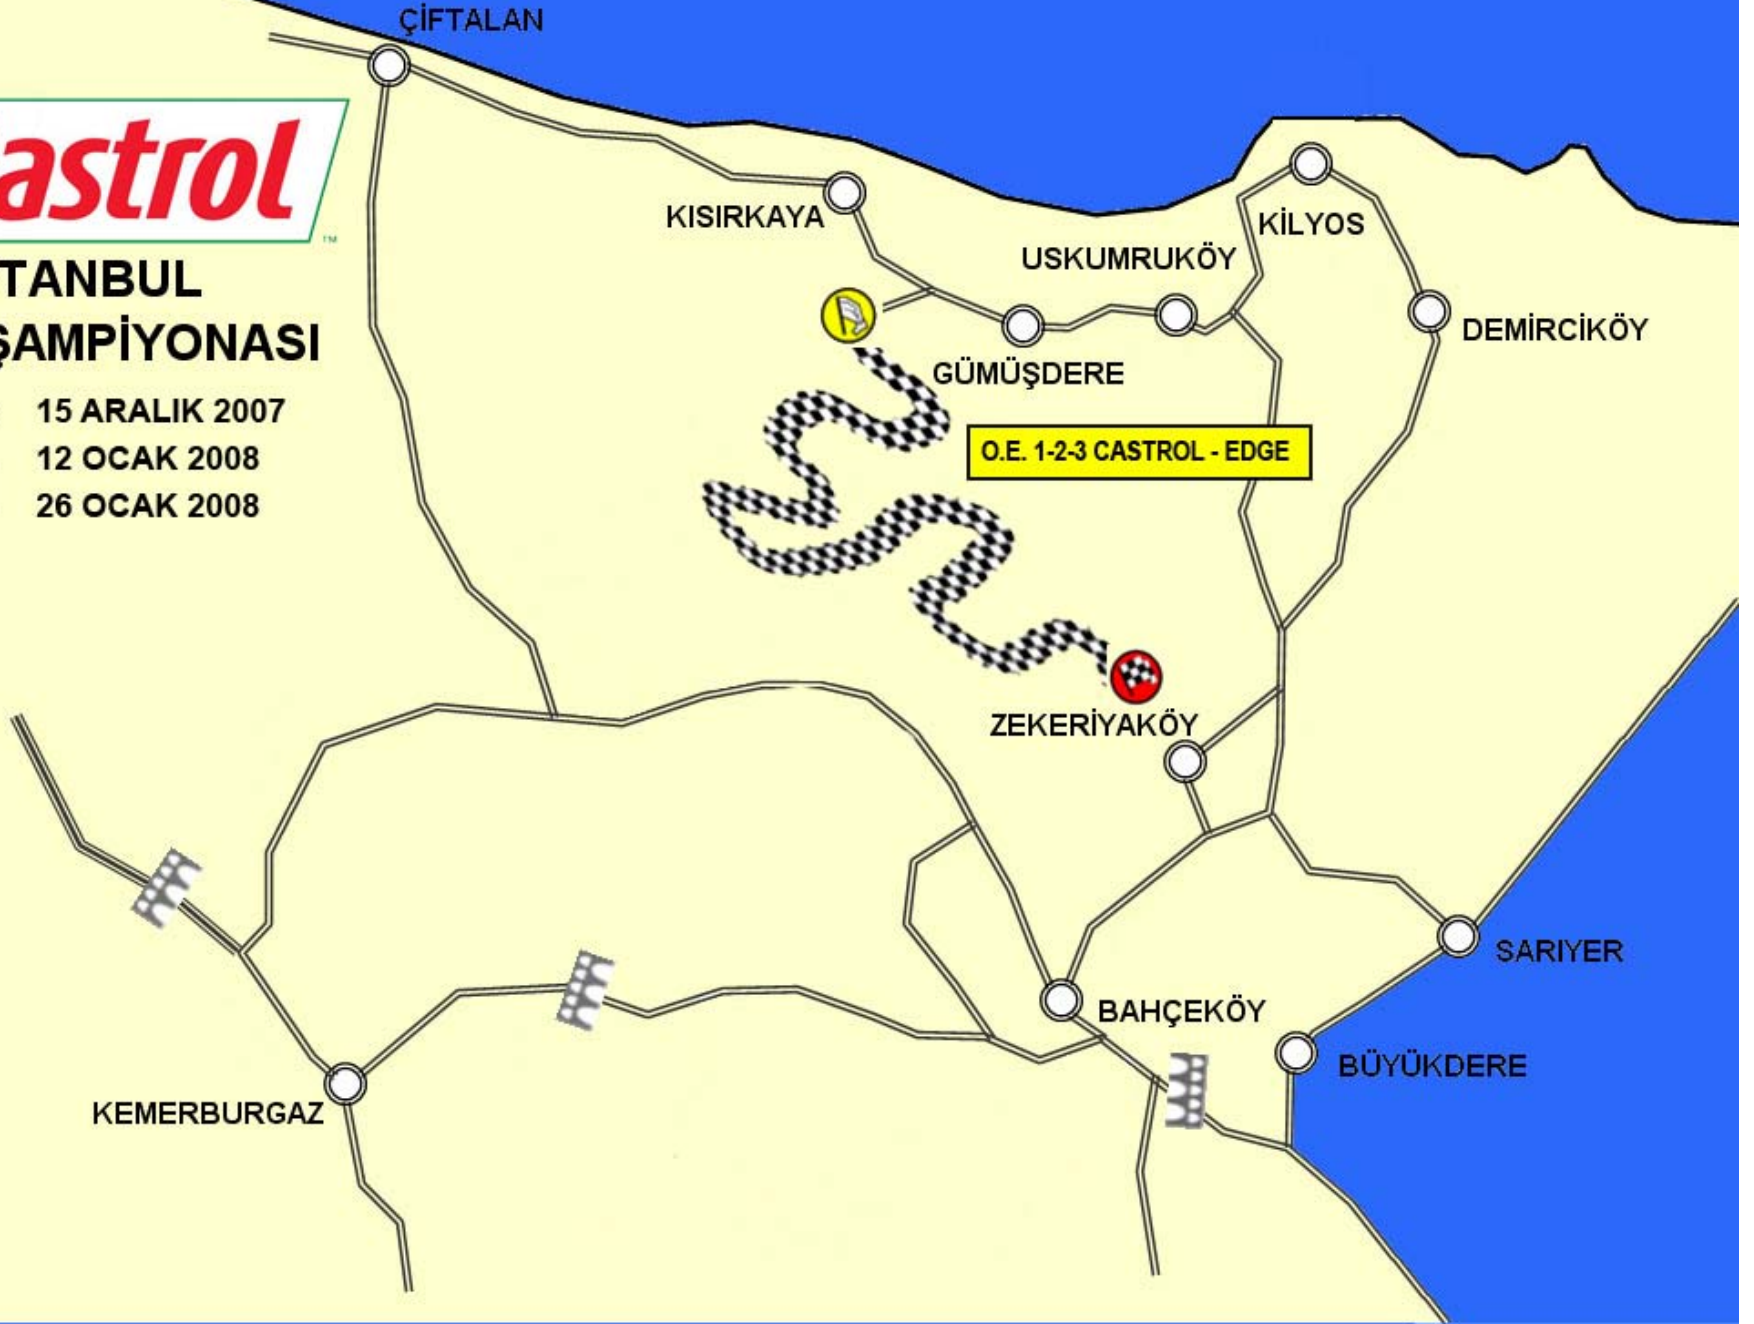 ÇİFTALAN
astrol
™
TANBUL
ŞAMPİYONASI
15 ARALIK 2007
12 OCAK 2008
26 OCAK 2008
KISIRKAYA
KİLYOS
USKUMRUKÖY
DEMİRCİKÖY
GÜMÜŞDERE
O.E. 1-2-3 CASTROL - EDGE
ZEKERİYAKÖY
SARIYER
BAHÇEKÖY
BÜYÜKDERE
KEMERBURGAZ